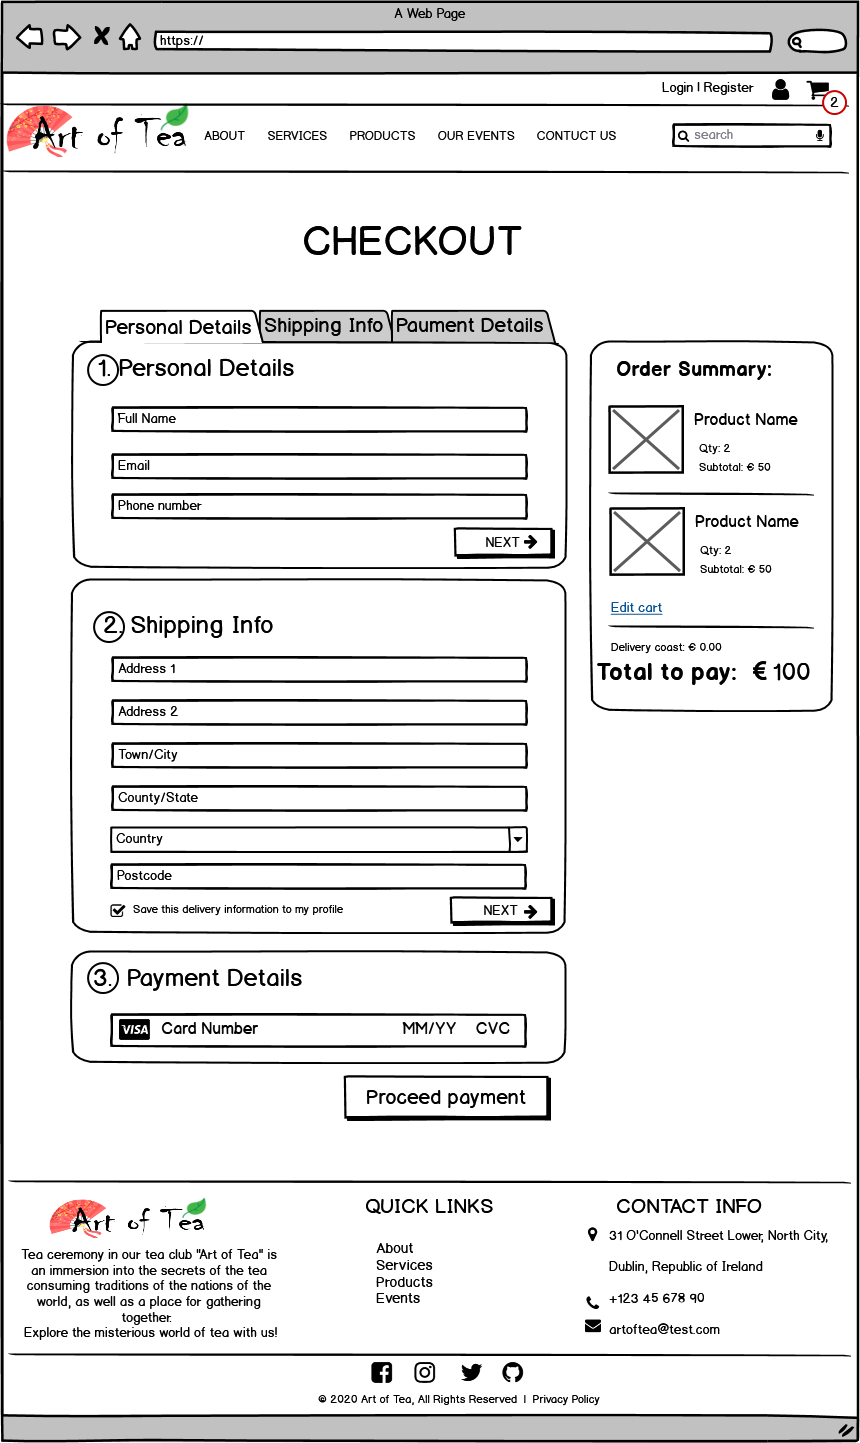 A Web Page
https://
Login | Register
2
Art of Tea
ABOUT SERVICES PRODUCTS OUR EVENTS CONTUCT US
search
CHECKOUT
Personal Details Shipping Info Paument Details
1. Personal Details
Full Name
Email
Phone number
NEXT
2. Shipping Info
Address 1
Address 2
Town/City
County/State
Country
Postcode
Save this delivery information to my profile
NEXT
3. Payment Details
VISA Card Number MM/YY CVC
Proceed payment
Order Summary:
Product Name
Qty: 2
Subtotal: € 50
Product Name
Qty: 2
Subtotal: € 50
Edit cart
Delivery coast: € 0.00
Total to pay: € 100
Art of Tea
Tea ceremony in our tea club "Art of Tea" is
an immersion into the secrets of the tea
consuming traditions of the nations of the
world, as well as a place for gathering
together.
Explore the misterious world of tea with us!
QUICK LINKS
About
Services
Products
Events
CONTACT INFO
31 O'Connell Street Lower, North City,
Dublin, Republic of Ireland
+123 45 678 90
artoftea@test.com
© 2020 Art of Tea, All Rights Reserved | Privacy Policy